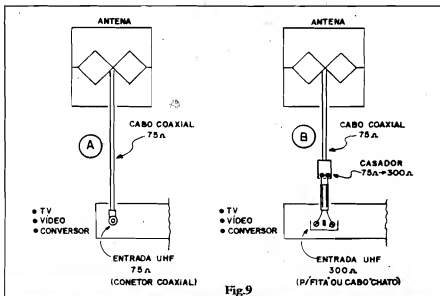 ANTENA
CABO COAXIAL
75Ω
A
• TV
• VÍDEO
• CONVERSOR
ENTRADA UHF
75Ω
(CONETOR COAXIAL)
ANTENA
CABO COAXIAL
75Ω
B
CASADOR
75Ω→300Ω
• TV
• VÍDEO
• CONVERSOR
ENTRADA UHF
300Ω
(P/FITA OU CABO "CHATO")
Fig.9